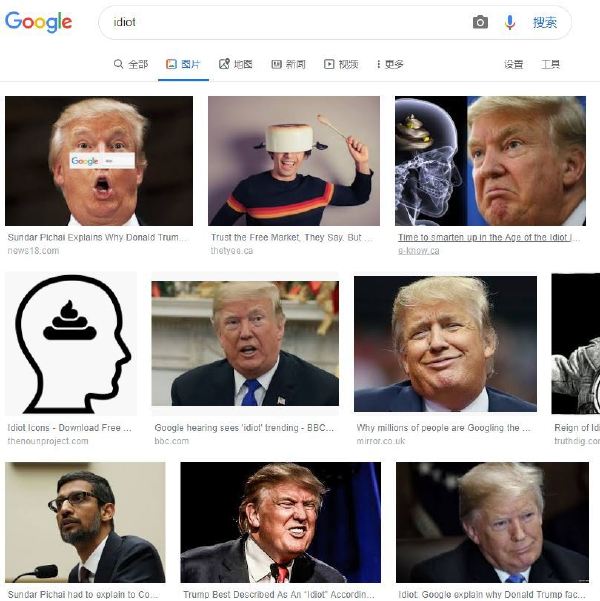 Google
idiot
搜索
全部
图片
地图
新闻
视频
更多
设置
工具
Google
Sundar Pichai Explains Why Donald Trum...
news18.com
Trust the Free Market, They Say. But ...
thetyee.ca
Time to smarten up in the Age of the Idiot |...
e-know.ca
Idiot Icons - Download Free ...
thenounproject.com
Google hearing sees 'idiot' trending - BBC...
bbc.com
Why millions of people are Googling the ...
mirror.co.uk
Reign of Idi
truthdig.co
Sundar Pichai had to explain to Co...
Trump Best Described As An "Idiot" Accordin...
Idiot: Google explain why Donald Trump fac...